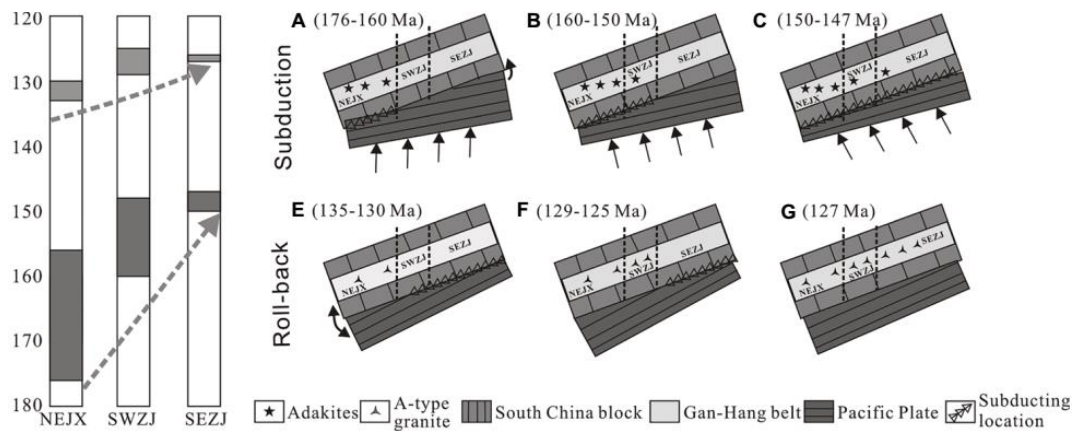 120
130
140
120
150
160
170
180
NEJX SWZJ SEZJ
Subduction
A (176-160 Ma)
NEJX SWZJ SEZJ
B (160-150 Ma)
NEJX SWZJ SEZJ
C (150-147 Ma)
NEJX SWZJ SEZJ
Roll-back
E (135-130 Ma)
NEJX SWZJ SEZJ
F (129-125 Ma)
NEJX SWZJ SEZJ
G (127 Ma)
NEJX SWZJ SEZJ
Adakites
A-type
granite
South China block
Gan-Hang belt
Pacific Plate
Subducting
location